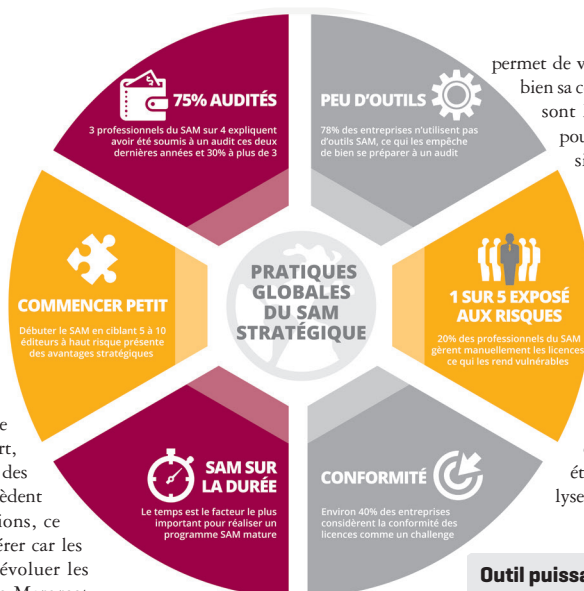 75% AUDITÉS
3 professionnels du SAM sur 4 expliquent
avoir été soumis à un audit ces deux
dernières années et 30% à plus de 3
PEU D'OUTILS
78% des entreprises n'utilisent pas
d'outils SAM, ce qui les empêche
de bien se préparer à un audit
permet de v
bien sa c
sont
pou
si
COMMENCER PETIT
Débuter le SAM en ciblant 5 à 10
éditeurs à haut risque présente
des avantages stratégiques
PRATIQUES
GLOBALES
DU SAM
STRATÉGIQUE
1 SUR 5 EXPOSÉ
AUX RISQUES
20% des professionnels du SAM
gèrent manuellement les licences
ce qui les rend vulnérables
e
rt,
des
èdent
ions, ce
érer car les
évoluer les
SAM SUR
LA DURÉE
Le temps est le facteur le plus
important pour réaliser un
programme SAM mature
CONFORMITÉ
Environ 40% des entreprises
considèrent la conformité des
licences comme un challenge
ét
lyse
Outil puissa